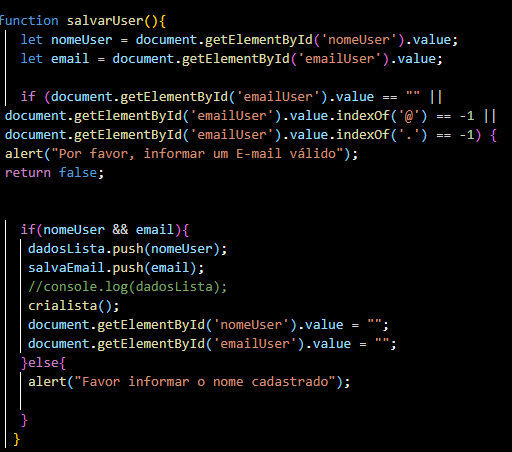 function salvarUser(){
let nomeUser = document.getElementById('nomeUser').value;
let email = document.getElementById('emailUser').value;
if (document.getElementById('emailUser').value == "" ||
document.getElementById('emailUser').value.indexOf('@') == -1 ||
document.getElementById('emailUser').value.indexOf('.') == -1) {
alert("Por favor, informar um E-mail válido");
return false;
if(nomeUser && email){
dadosLista.push(nomeUser);
salvaEmail.push(email);
//console.log(dadosLista);
crialista();
document.getElementById('nomeUser').value = "";
document.getElementById('emailUser').value = "";
}else{
alert("Favor informar o nome cadastrado");
}
}